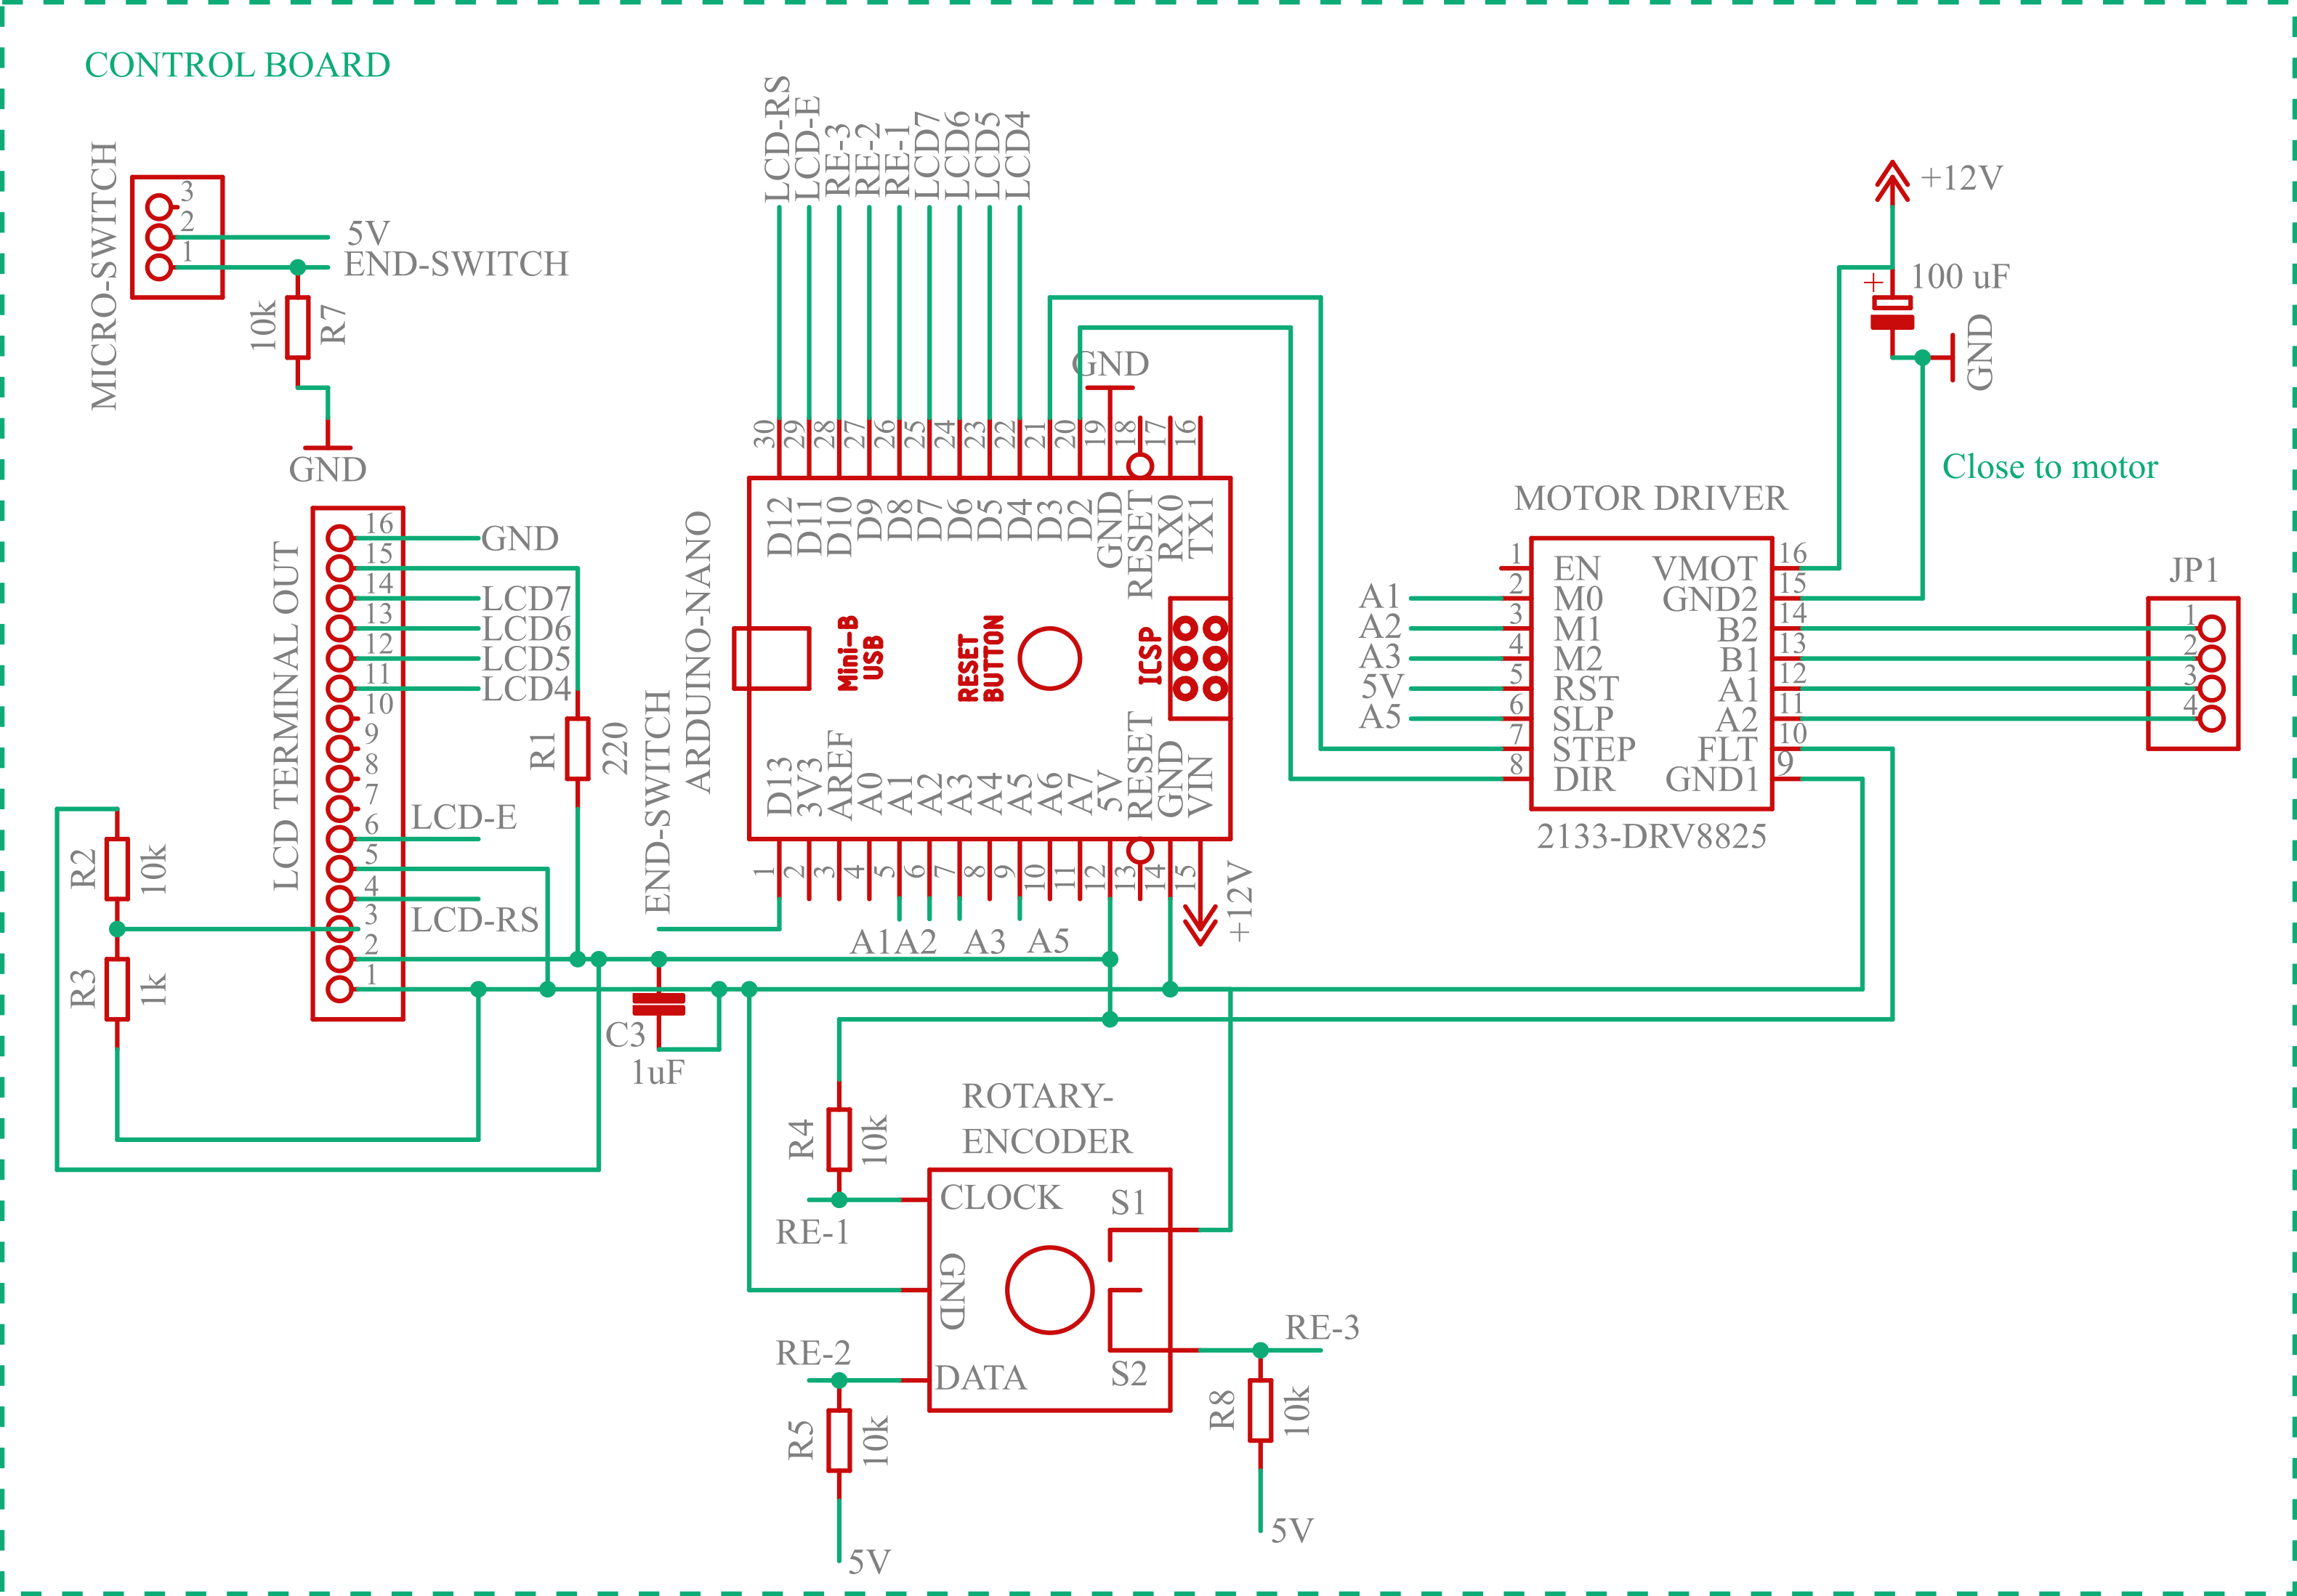 CONTROL BOARD
MICRO-SWITCH
3
2
1
5V
END-SWITCH
10k
R7
GND
LCD-RS
LCD-E
RE-3
RE-2
RE-1
LCD7
LCD6
LCD5
LCD4
GND
30
29
28
27
26
25
24
23
22
21
20
19
18
17
16
D12
D11
D10
D9
D8
D7
D6
D5
D4
D3
D2
GND
RESET
RX0
TX1
ARDUINO-NANO
Mini-B
USB
RESET
BUTTON
ICSP
D13
3V3
AREF
A0
A1
A2
A3
A4
A5
A6
A7
5V
RESET
GND
VIN
1
2
3
4
5
6
7
8
9
10
11
12
13
14
15
END-SWITCH
A1
A2
A3
A5
+12V
LCD TERMINAL OUT
16
15
14
13
12
11
10
9
8
7
6
5
4
3
2
1
GND
LCD7
LCD6
LCD5
LCD4
LCD-E
LCD-RS
R1
220
R2
10k
R3
1k
C3
1uF
+12V
+
100 uF
GND
Close to motor
MOTOR DRIVER
A1
A2
A3
5V
A5
1
2
3
4
5
6
7
8
EN
M0
M1
M2
RST
SLP
STEP
DIR
VMOT
GND2
B2
B1
A1
A2
FLT
GND1
16
15
14
13
12
11
10
9
2133-DRV8825
JP1
1
2
3
4
ROTARY-
ENCODER
R4
10k
RE-1
CLOCK
GND
RE-2
DATA
S1
S2
RE-3
R5
10k
5V
R8
10k
5V